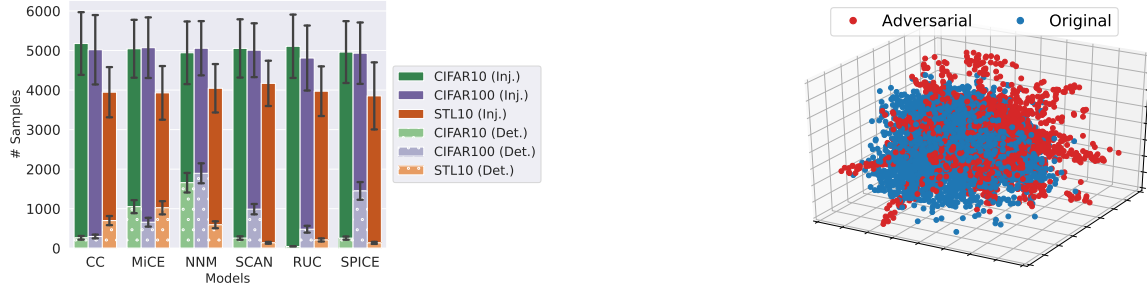 6000
5000
4000
3000
2000
1000
0
# Samples
CC MiCE NNM SCAN RUC SPICE
Models
CIFAR10 (Inj.)
CIFAR100 (Inj.)
STL10 (Inj.)
CIFAR10 (Det.)
CIFAR100 (Det.)
STL10 (Det.)
Adversarial Original